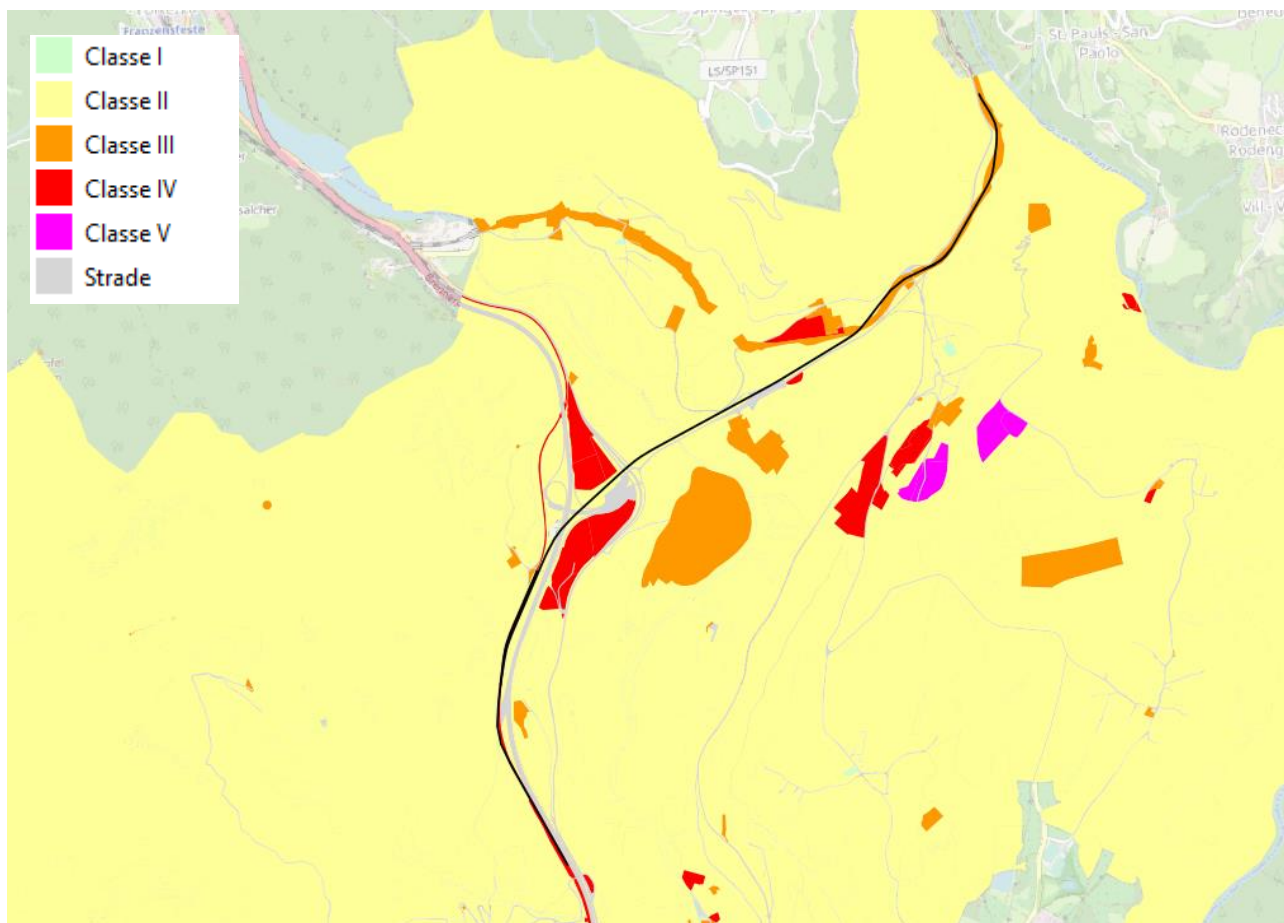 Franzensfeste
Classe I
Classe II
Classe III
Classe IV
Classe V
Strade
LS/SP151
St. Pauls - San
Paolo
Rodeneck
Rodeng